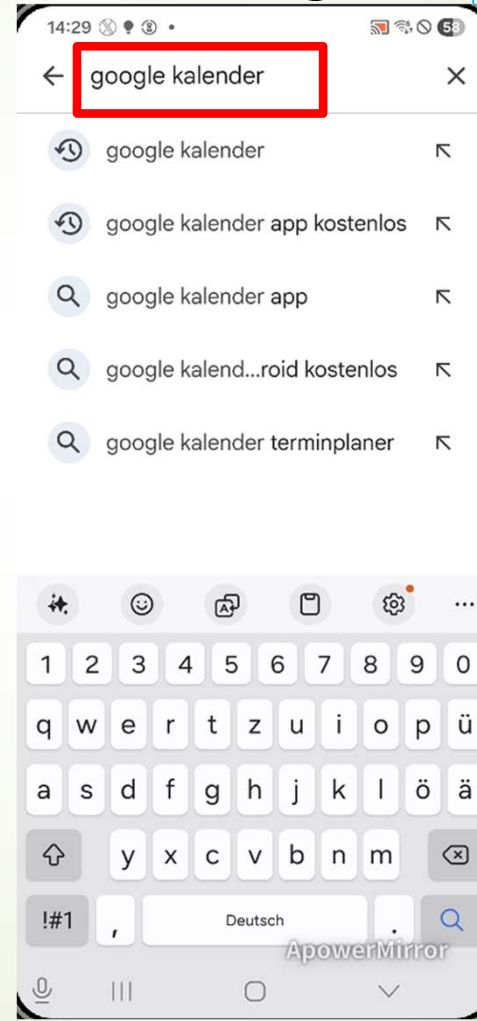 14:29
58
google kalender
google kalender
google kalender app kostenlos
google kalender app
google kalend...roid kostenlos
google kalender terminplaner
1 2 3 4 5 6 7 8 9 0
q w e r t z u i o p ü
a s d f g h j k l ö ä
y x c v b n m
!#1 , Deutsch .
ApowerMirror